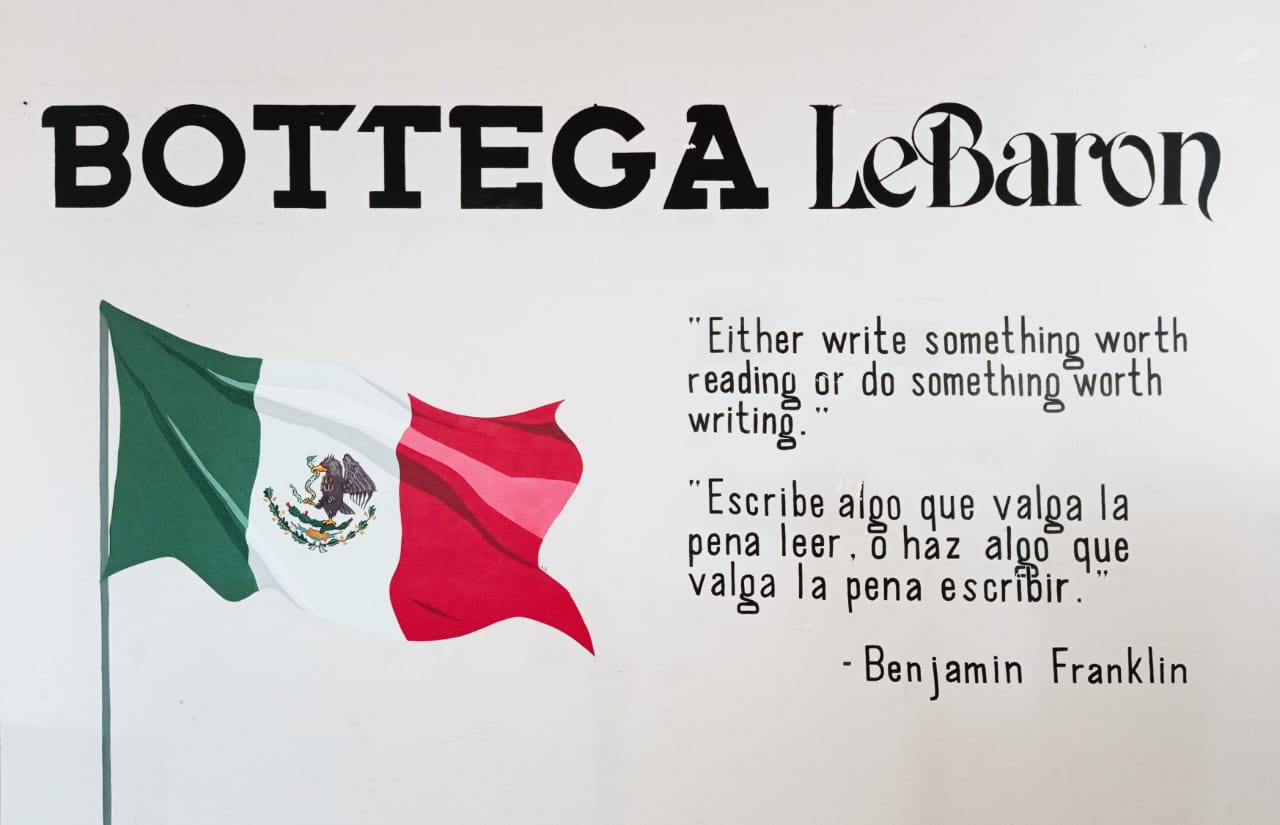 BOTTEGA LeBaron
"Either write something worth
reading or do something worth
writing."
"Escribe algo que valga la
pena leer, o haz algo que
valga la pena escribir."
- Benjamin Franklin